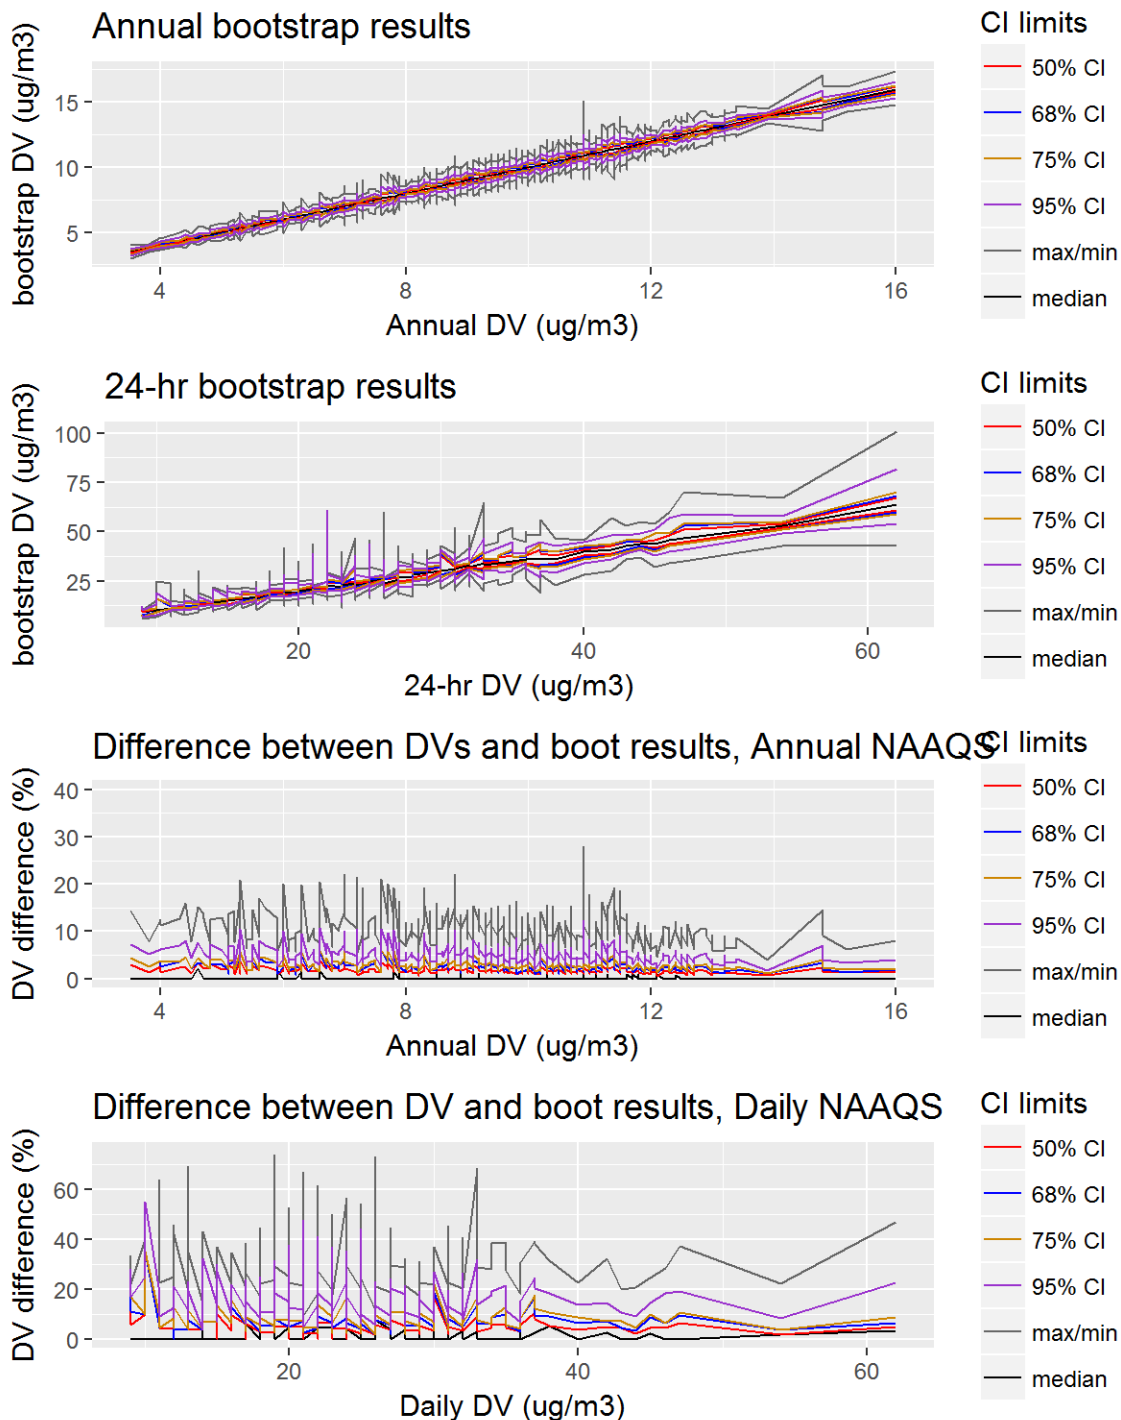 Annual bootstrap results
bootstrap DV (ug/m3)
15
10
5
4
8
12
16
Annual DV (ug/m3)
CI limits
50% CI
68% CI
75% CI
95% CI
max/min
median
24-hr bootstrap results
bootstrap DV (ug/m3)
100
75
50
25
20
40
60
24-hr DV (ug/m3)
CI limits
50% CI
68% CI
75% CI
95% CI
max/min
median
Difference between DVs and boot results, Annual NAAQS
DV difference (%)
40
30
20
10
0
4
8
12
16
Annual DV (ug/m3)
CI limits
50% CI
68% CI
75% CI
95% CI
max/min
median
Difference between DV and boot results, Daily NAAQS
DV difference (%)
60
40
20
0
20
40
60
Daily DV (ug/m3)
CI limits
50% CI
68% CI
75% CI
95% CI
max/min
median